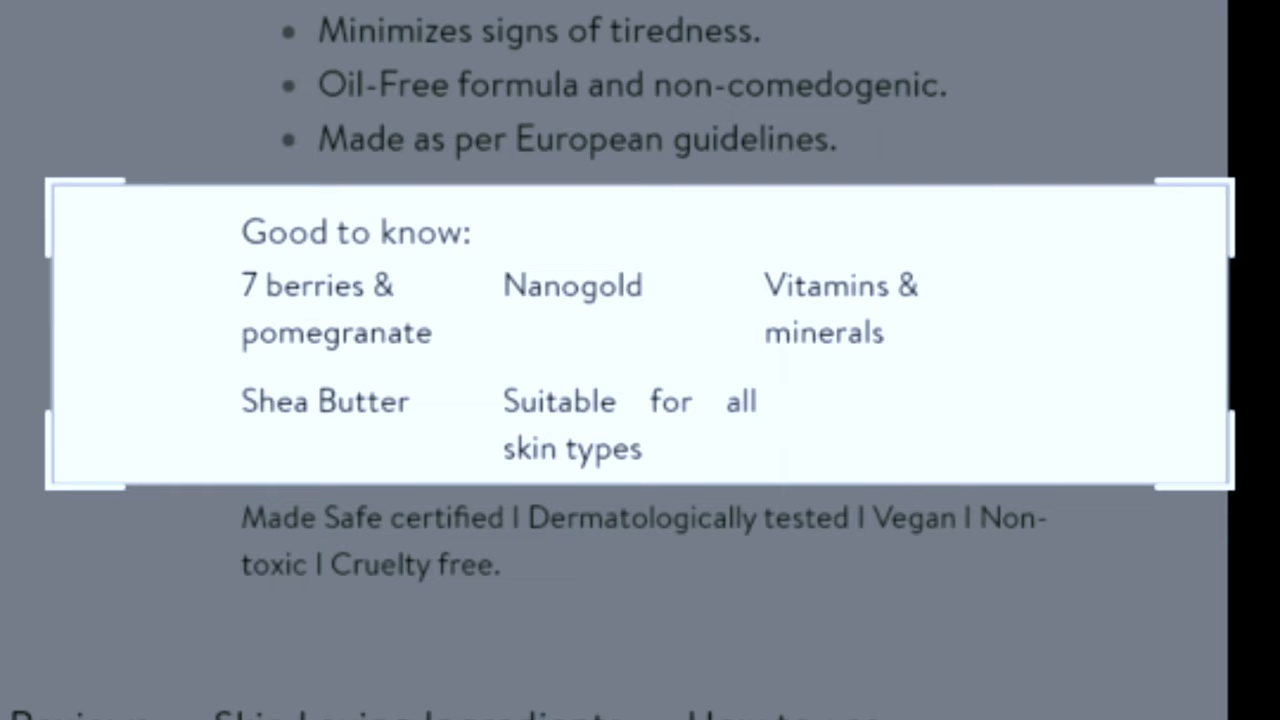 Minimizes signs of tiredness.
Oil-Free formula and non-comedogenic.
Made as per European guidelines.
Good to know:
7 berries & pomegranate
Nanogold
Vitamins & minerals
Shea Butter
Suitable for all skin types
Made Safe certified | Dermatologically tested | Vegan | Non-
toxic | Cruelty free.